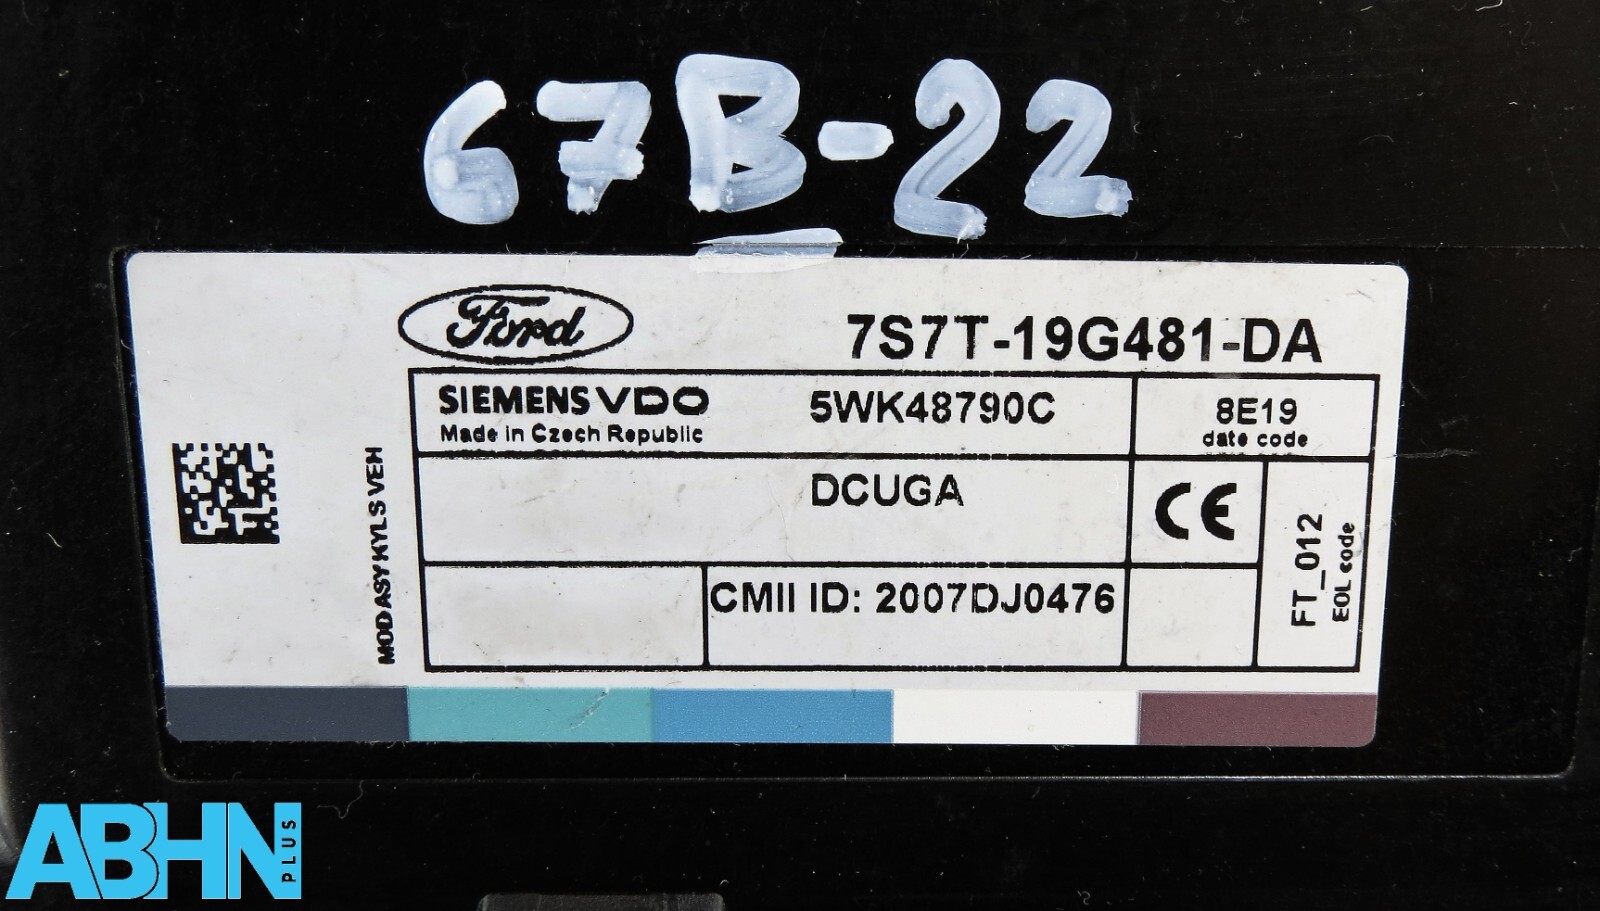 67B-22
Ford
7S7T-19G481-DA
SIEMENS VDO
Made in Czech Republic
5WK48790C
8E19
date code
DCUGA
CE
CMII ID: 2007DJ0476
FT_012
EOL code
MOD ASY KYLS VEH
ABHN
PLUS